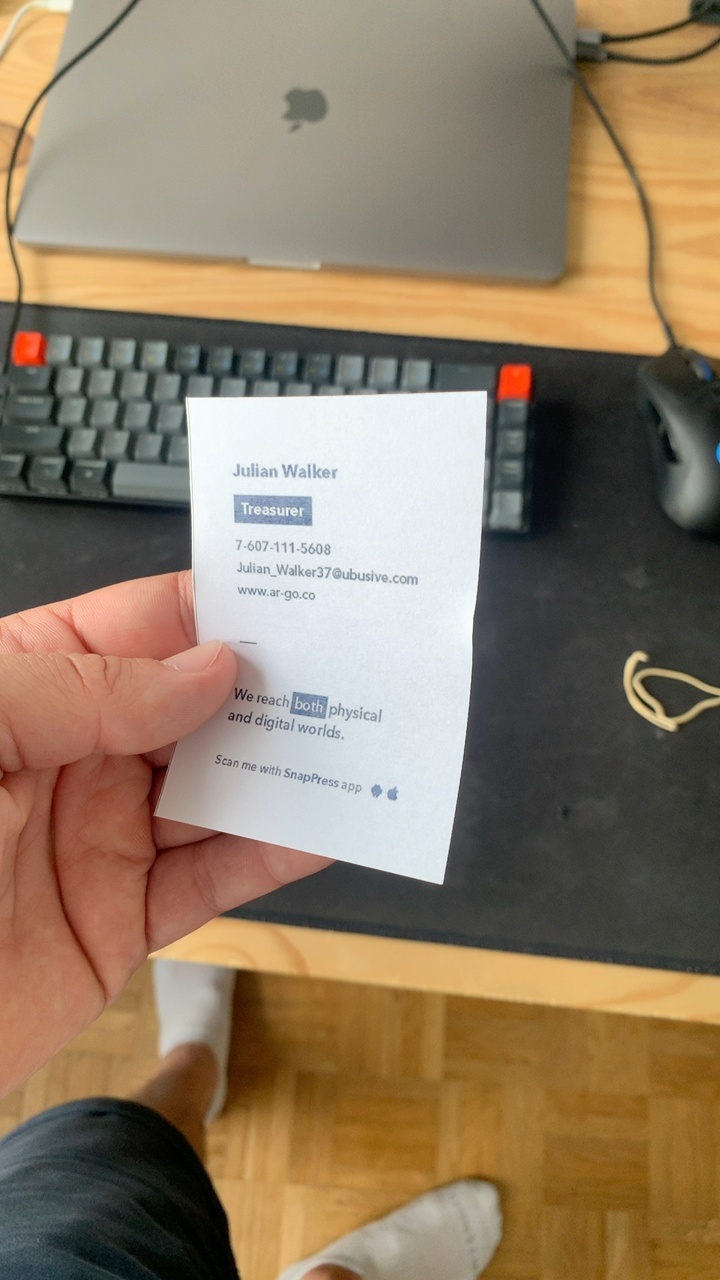 Julian Walker
Treasurer
7-607-111-5608
Julian_Walker37@ubusive.com
www.ar-go.co
We reach both physical
and digital worlds.
Scan me with SnapPress app